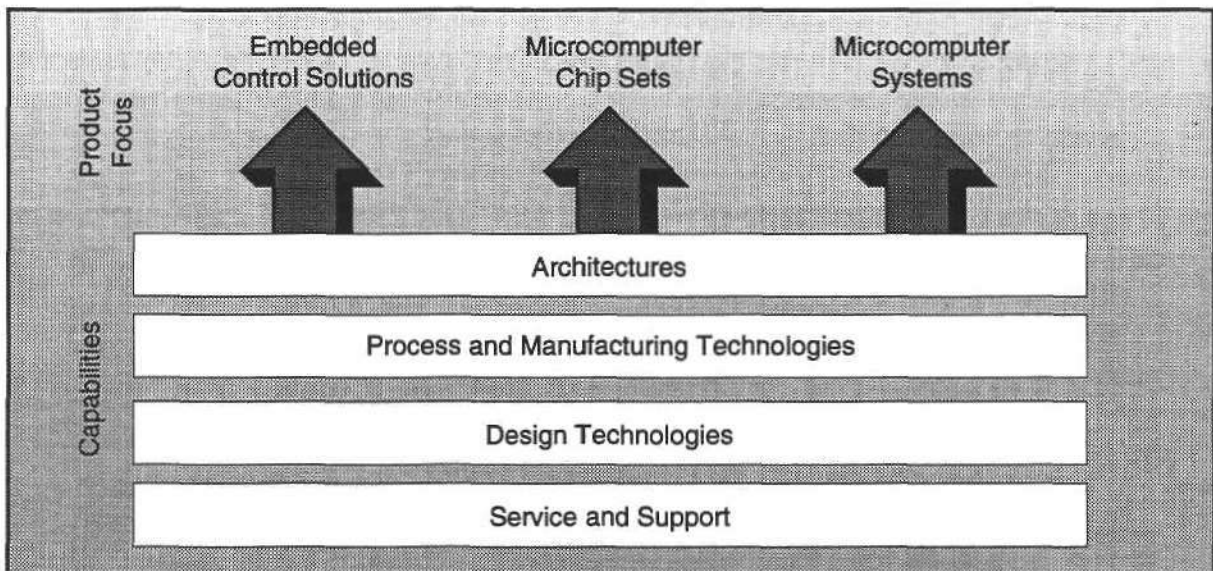 Embedded
Control Solutions
Microcomputer
Chip Sets
Microcomputer
Systems
Product
Focus
Architectures
Process and Manufacturing Technologies
Capabilities
Design Technologies
Service and Support